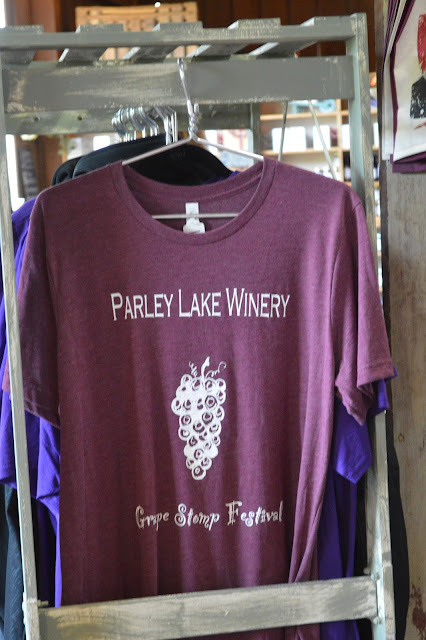 PARLEY LAKE WINERY
Grape Stomp Festival